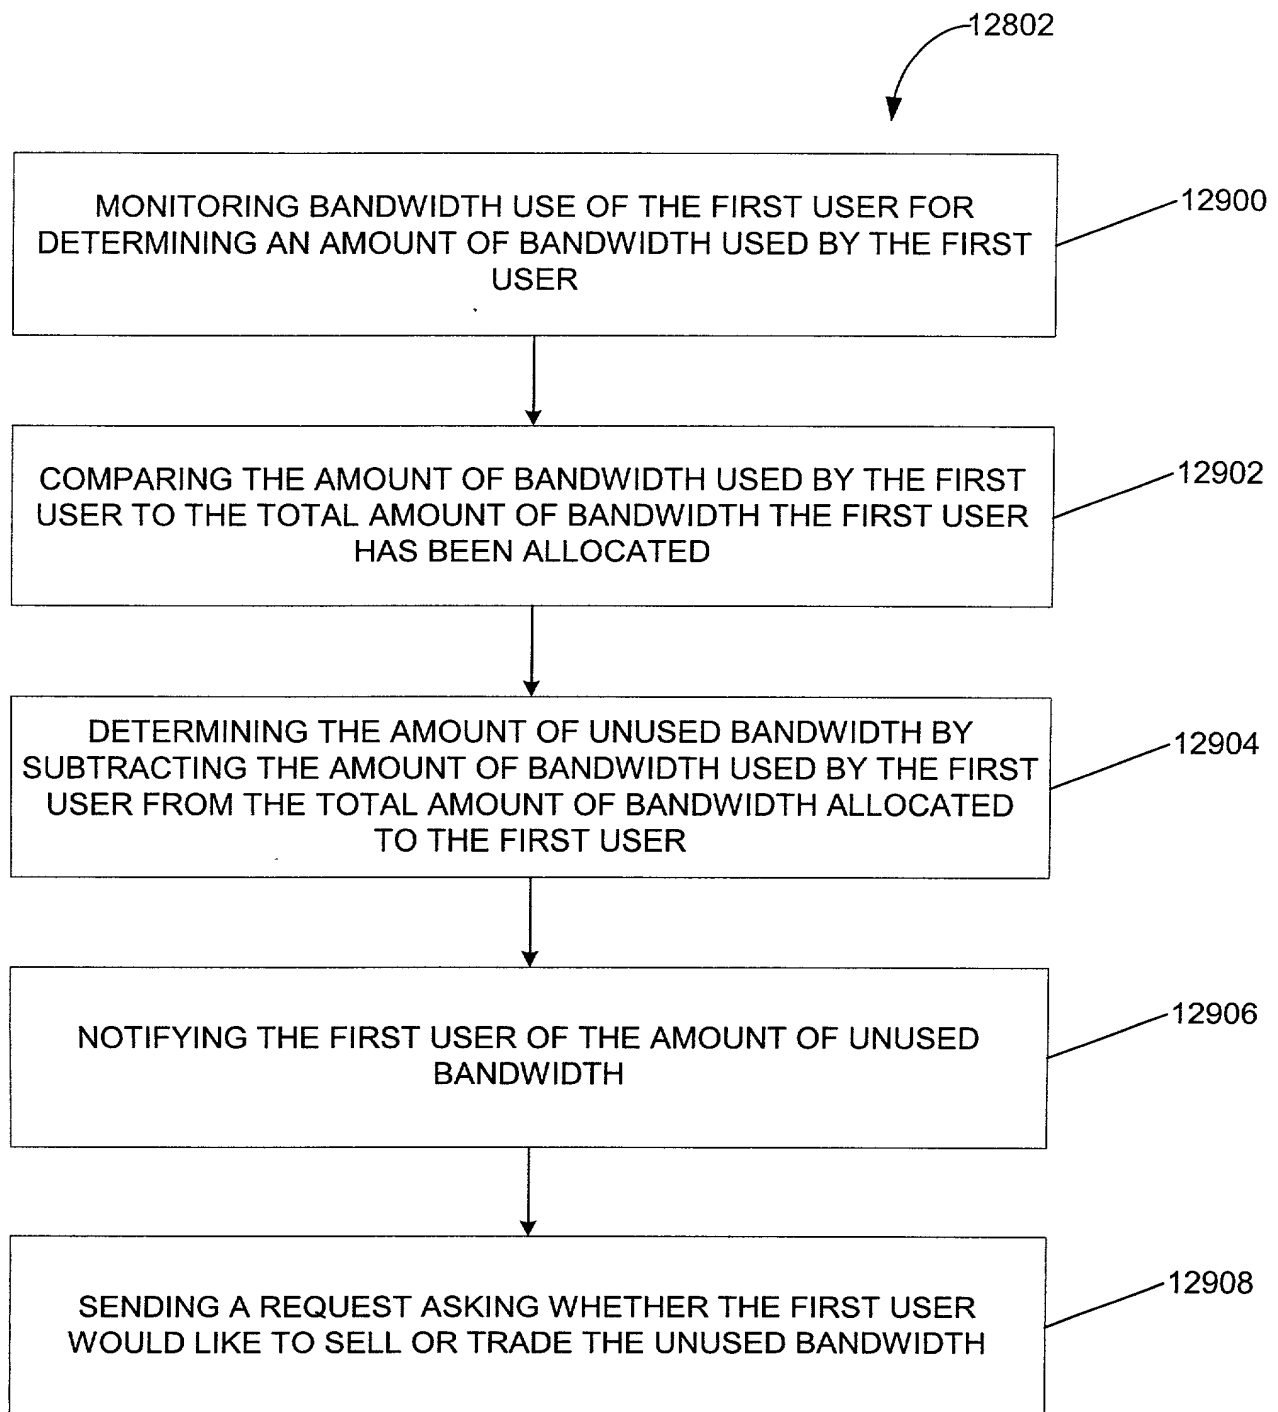 12802
MONITORING BANDWIDTH USE OF THE FIRST USER FOR
DETERMINING AN AMOUNT OF BANDWIDTH USED BY THE FIRST
USER
12900
COMPARING THE AMOUNT OF BANDWIDTH USED BY THE FIRST
USER TO THE TOTAL AMOUNT OF BANDWIDTH THE FIRST USER
HAS BEEN ALLOCATED
12902
DETERMINING THE AMOUNT OF UNUSED BANDWIDTH BY
SUBTRACTING THE AMOUNT OF BANDWIDTH USED BY THE FIRST
USER FROM THE TOTAL AMOUNT OF BANDWIDTH ALLOCATED
TO THE FIRST USER
12904
NOTIFYING THE FIRST USER OF THE AMOUNT OF UNUSED
BANDWIDTH
12906
SENDING A REQUEST ASKING WHETHER THE FIRST USER
WOULD LIKE TO SELL OR TRADE THE UNUSED BANDWIDTH
12908